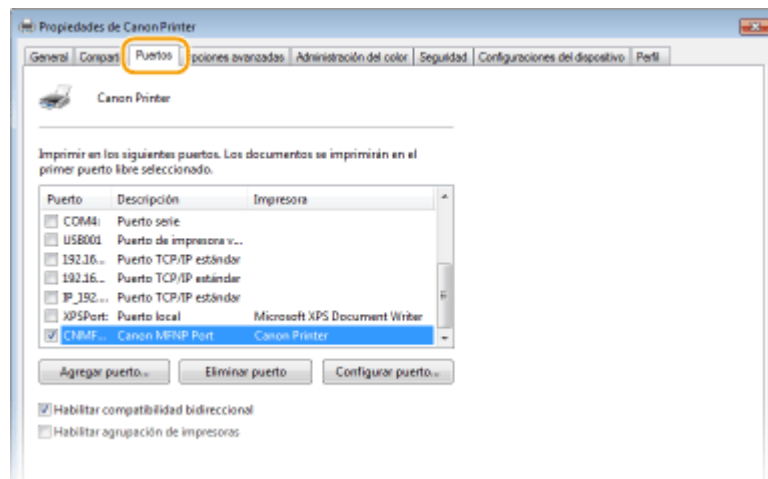 Propiedades de Canon Printer
General Compart Puertos pciones avanzadas Administración del color Seguridad Configuraciones del dispositivo Perfil
Canon Printer
Imprimir en los siguientes puertos. Los documentos se imprimirán en el
primer puerto libre seleccionado.
Puerto Descripción Impresora
COM4: Puerto serie
USB001 Puerto de impresora v...
192.16... Puerto TCP/IP estándar
192.16... Puerto TCP/IP estándar
IP_192.... Puerto TCP/IP estándar
XPSPort: Puerto local Microsoft XPS Document Writer
CNMF... Canon MFNP Port Canon Printer
Agregar puerto... Eliminar puerto Configurar puerto...
Habilitar compatibilidad bidireccional
Habilitar agrupación de impresoras